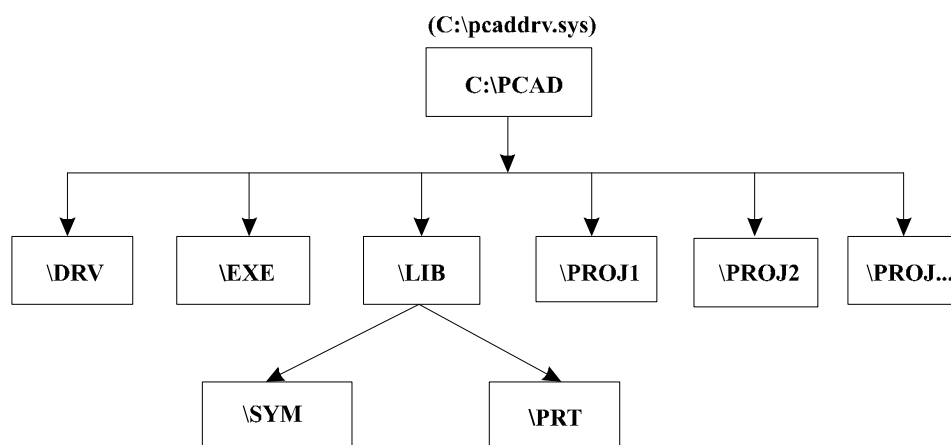 (C:\pcaddrv.sys)
C:\PCAD
\DRV
\EXE
\LIB
\PROJ1
\PROJ2
\PROJ...
\SYM
\PRT